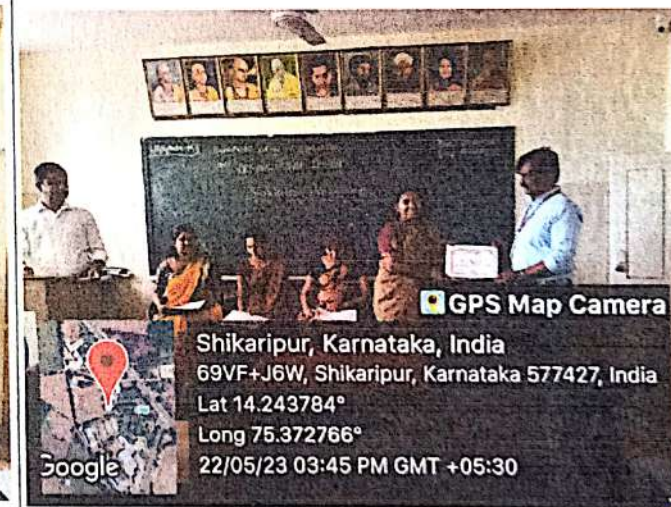 GPS Map Camera
Shikaripur, Karnataka, India
69VF+J6W, Shikaripur, Karnataka 577427, India
Lat 14.243784°
Long 75.372766°
22/05/23 03:45 PM GMT +05:30
Google